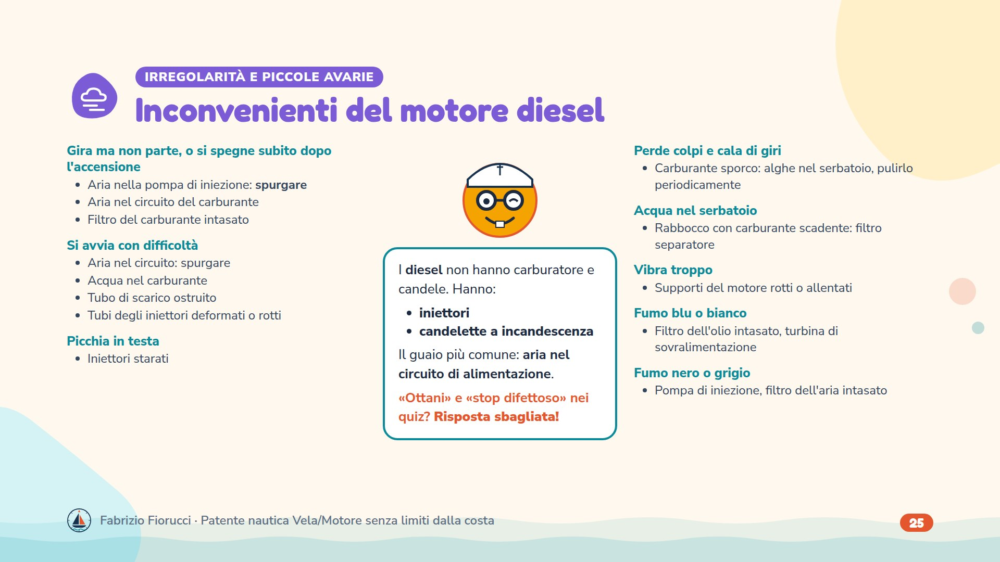 IRREGOLARITÀ E PICCOLE AVARIE
Inconvenienti del motore diesel
Gira ma non parte, o si spegne subito dopo
l'accensione
• Aria nella pompa di iniezione: spurgare
• Aria nel circuito del carburante
• Filtro del carburante intasato
Si avvia con difficoltà
• Aria nel circuito: spurgare
• Acqua nel carburante
• Tubo di scarico ostruito
• Tubi degli iniettori deformati o rotti
Picchia in testa
• Iniettori starati
I diesel non hanno carburatore e
candele. Hanno:
• iniettori
• candelette a incandescenza
Il guaio più comune: aria nel
circuito di alimentazione.
«Ottani» e «stop difettoso» nei
quiz? Risposta sbagliata!
Perde colpi e cala di giri
• Carburante sporco: alghe nel serbatoio, pulirlo
periodicamente
Acqua nel serbatoio
• Rabbocco con carburante scadente: filtro
separatore
Vibra troppo
• Supporti del motore rotti o allentati
Fumo blu o bianco
• Filtro dell'olio intasato, turbina di
sovralimentazione
Fumo nero o grigio
• Pompa di iniezione, filtro dell'aria intasato
Fabrizio Fiorucci · Patente nautica Vela/Motore senza limiti dalla costa
25